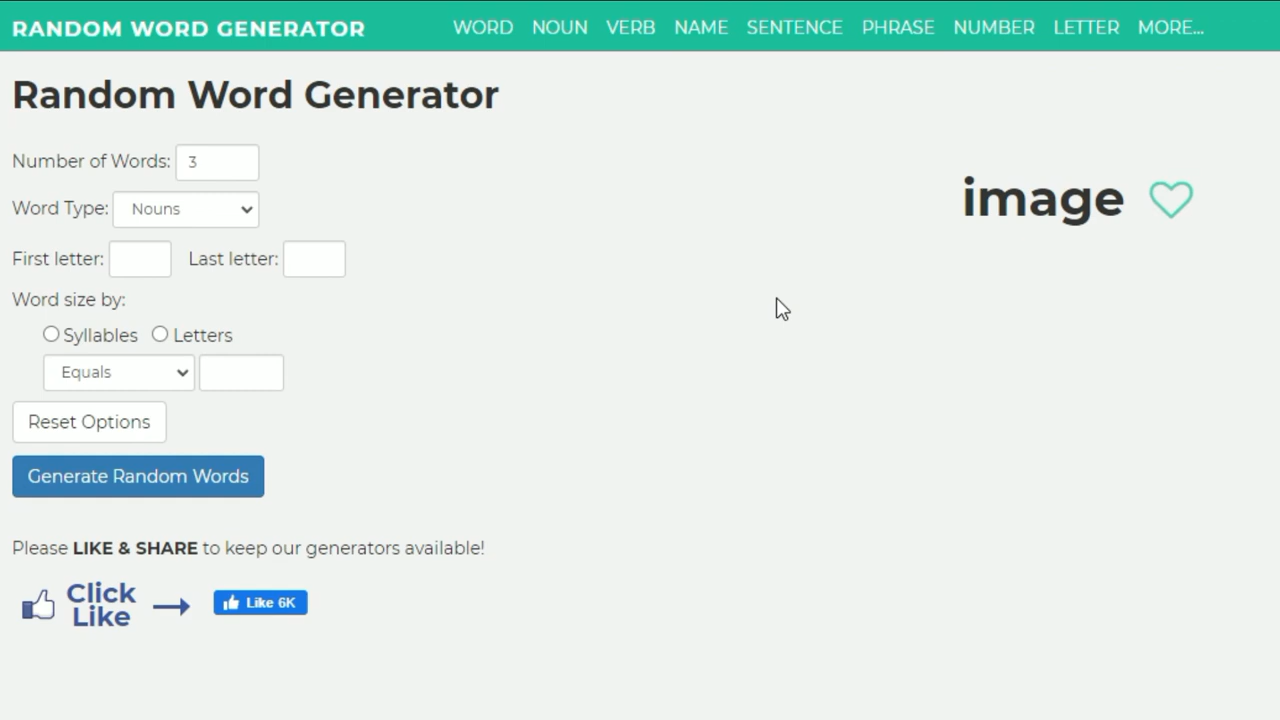 RANDOM WORD GENERATOR WORD NOUN VERB NAME SENTENCE PHRASE NUMBER LETTER MORE...
Random Word Generator
Number of Words: 3
image
Word Type: Nouns
First letter: Last letter:
Word size by:
Syllables Letters
Equals
Reset Options
Generate Random Words
Please LIKE & SHARE to keep our generators available!
Click
Like
Like 6K